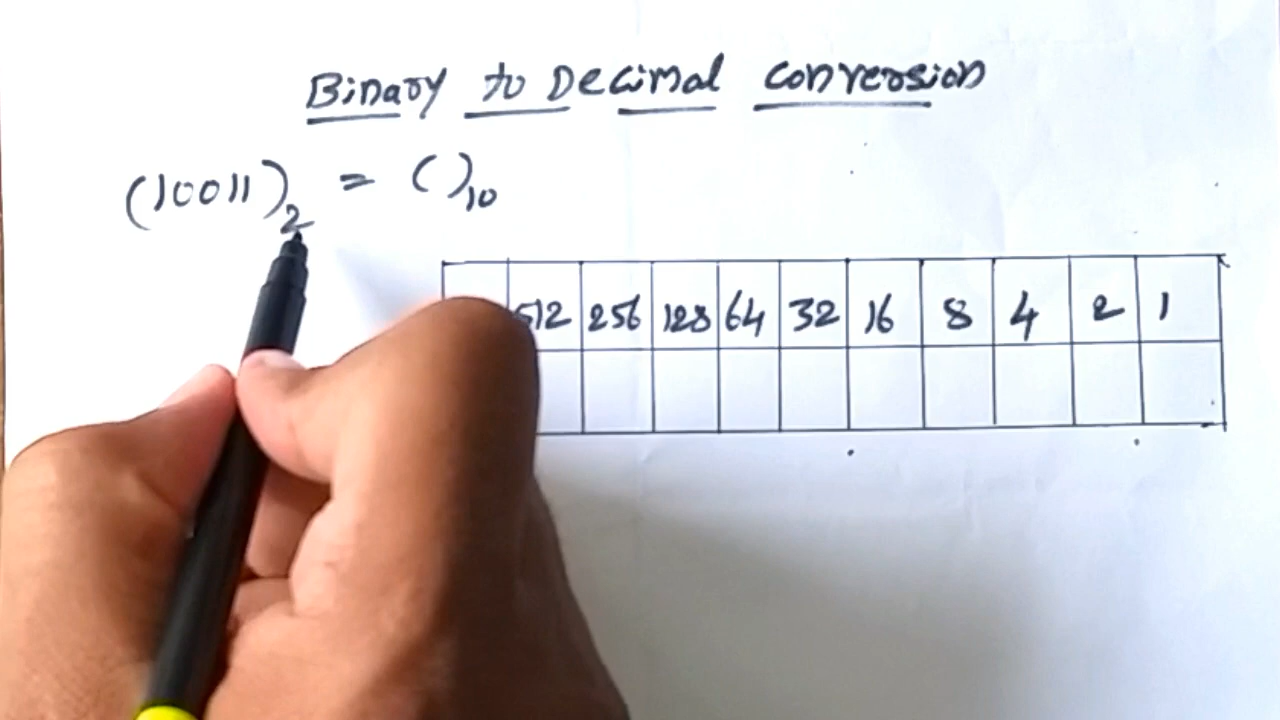 Binary to Decimal Conversion
(10011)2 = ( )10
512 256 128 64 32 16 8 4 2 1